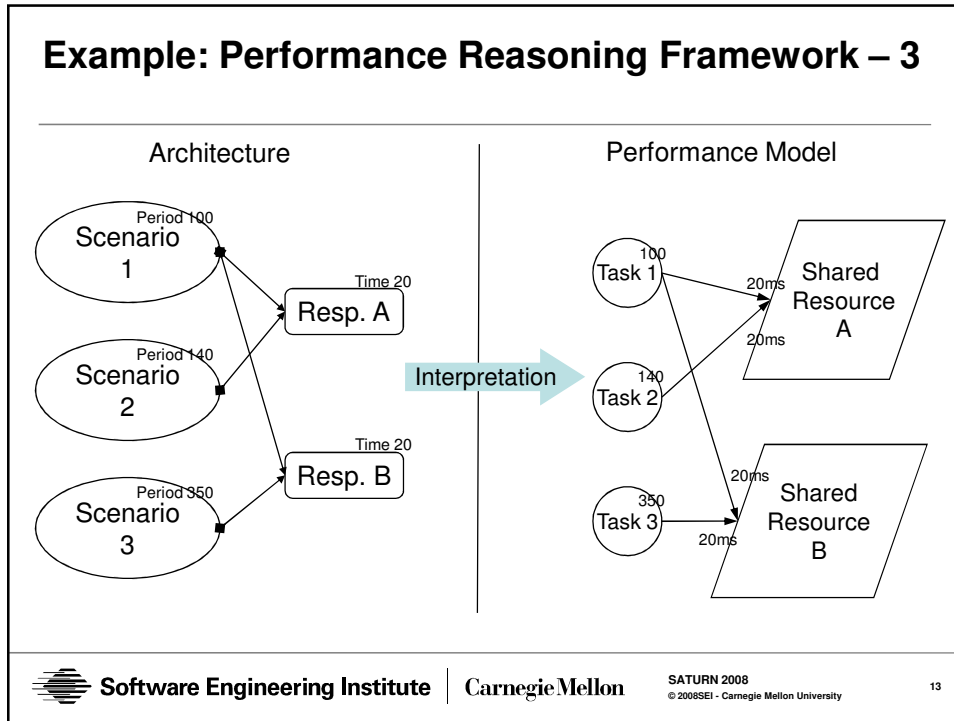 Example: Performance Reasoning Framework – 3
Architecture
Period 100
Scenario
1
Time 20
Resp. A
Period 140
Scenario
2
Time 20
Resp. B
Period 350
Scenario
3
Interpretation
Performance Model
100
Task 1
20ms
Shared
Resource
A
20ms
140
Task 2
20ms
Shared
Resource
B
350
Task 3
20ms
Software Engineering Institute
Carnegie Mellon
SATURN 2008
© 2008SEI - Carnegie Mellon University
13